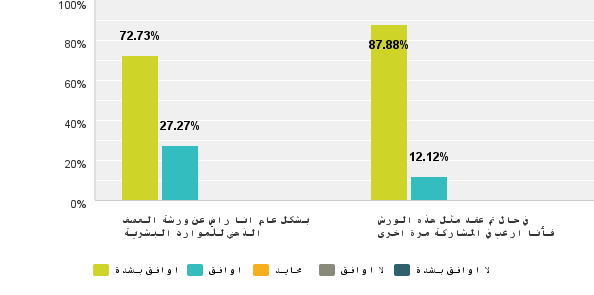 100%
80%
60%
40%
20%
0%
72.73%
27.27%
87.88%
12.12%
بشكل عام انا راضي عن ورشة العصف
الذهني للموارد البشرية
في حال تم عقد مثل هذه الورش
فأنا ارغب في المشاركة مرة اخرى
اوافق بشدة
اوافق
محايد
لا اوافق
لا اوافق بشدة